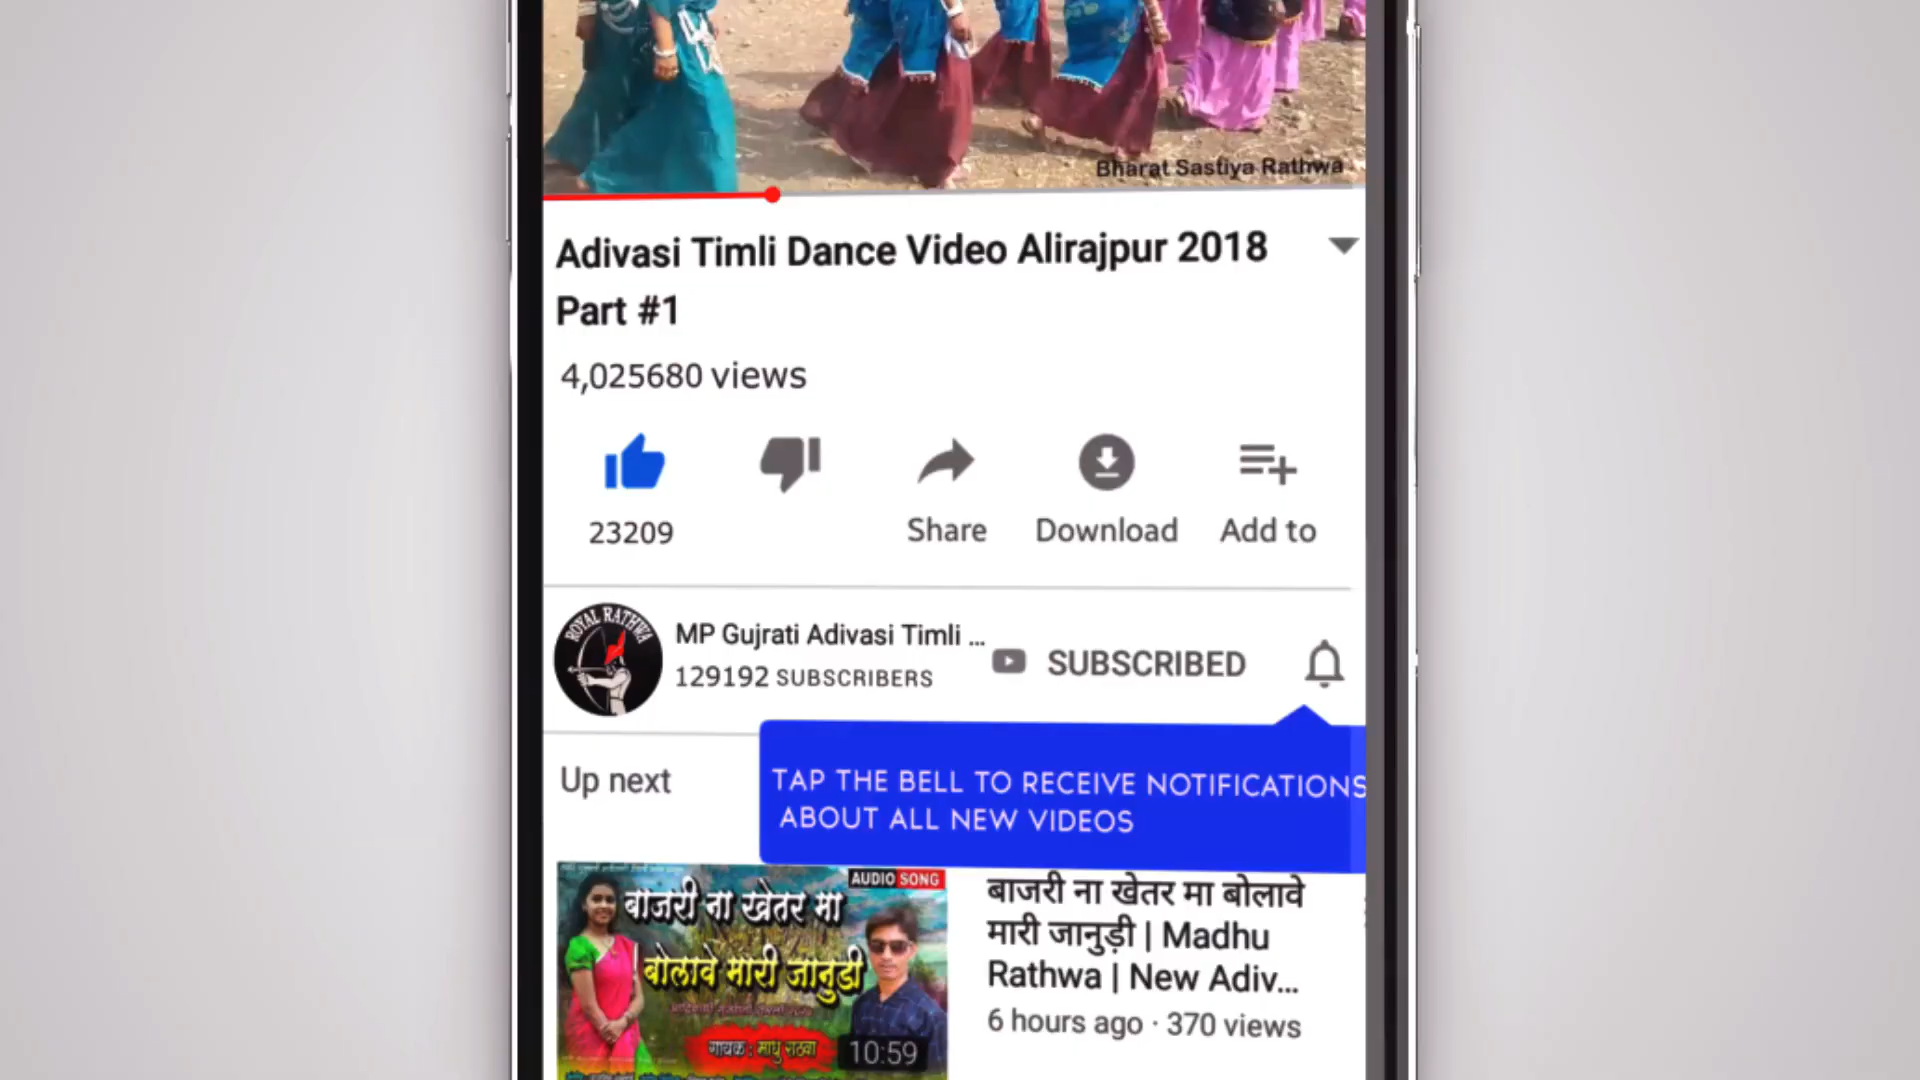 Bharat Sastiya Rathwa
Adivasi Timli Dance Video Alirajpur 2018
Part #1
4,025680 views
23209
Share
Download
Add to
ROYAL RATHWA
MP Gujrati Adivasi Timli ...
129192 SUBSCRIBERS
SUBSCRIBED
TAP THE BELL TO RECEIVE NOTIFICATIONS
ABOUT ALL NEW VIDEOS
Up next
AUDIO SONG
बाजरी ना खेतर मा
बोलावे मारी जानुडी
गायक : माधु राठवा
10:59
बाजरी ना खेतर मा बोलावे
मारी जानुड़ी | Madhu
Rathwa | New Adiv...
6 hours ago · 370 views